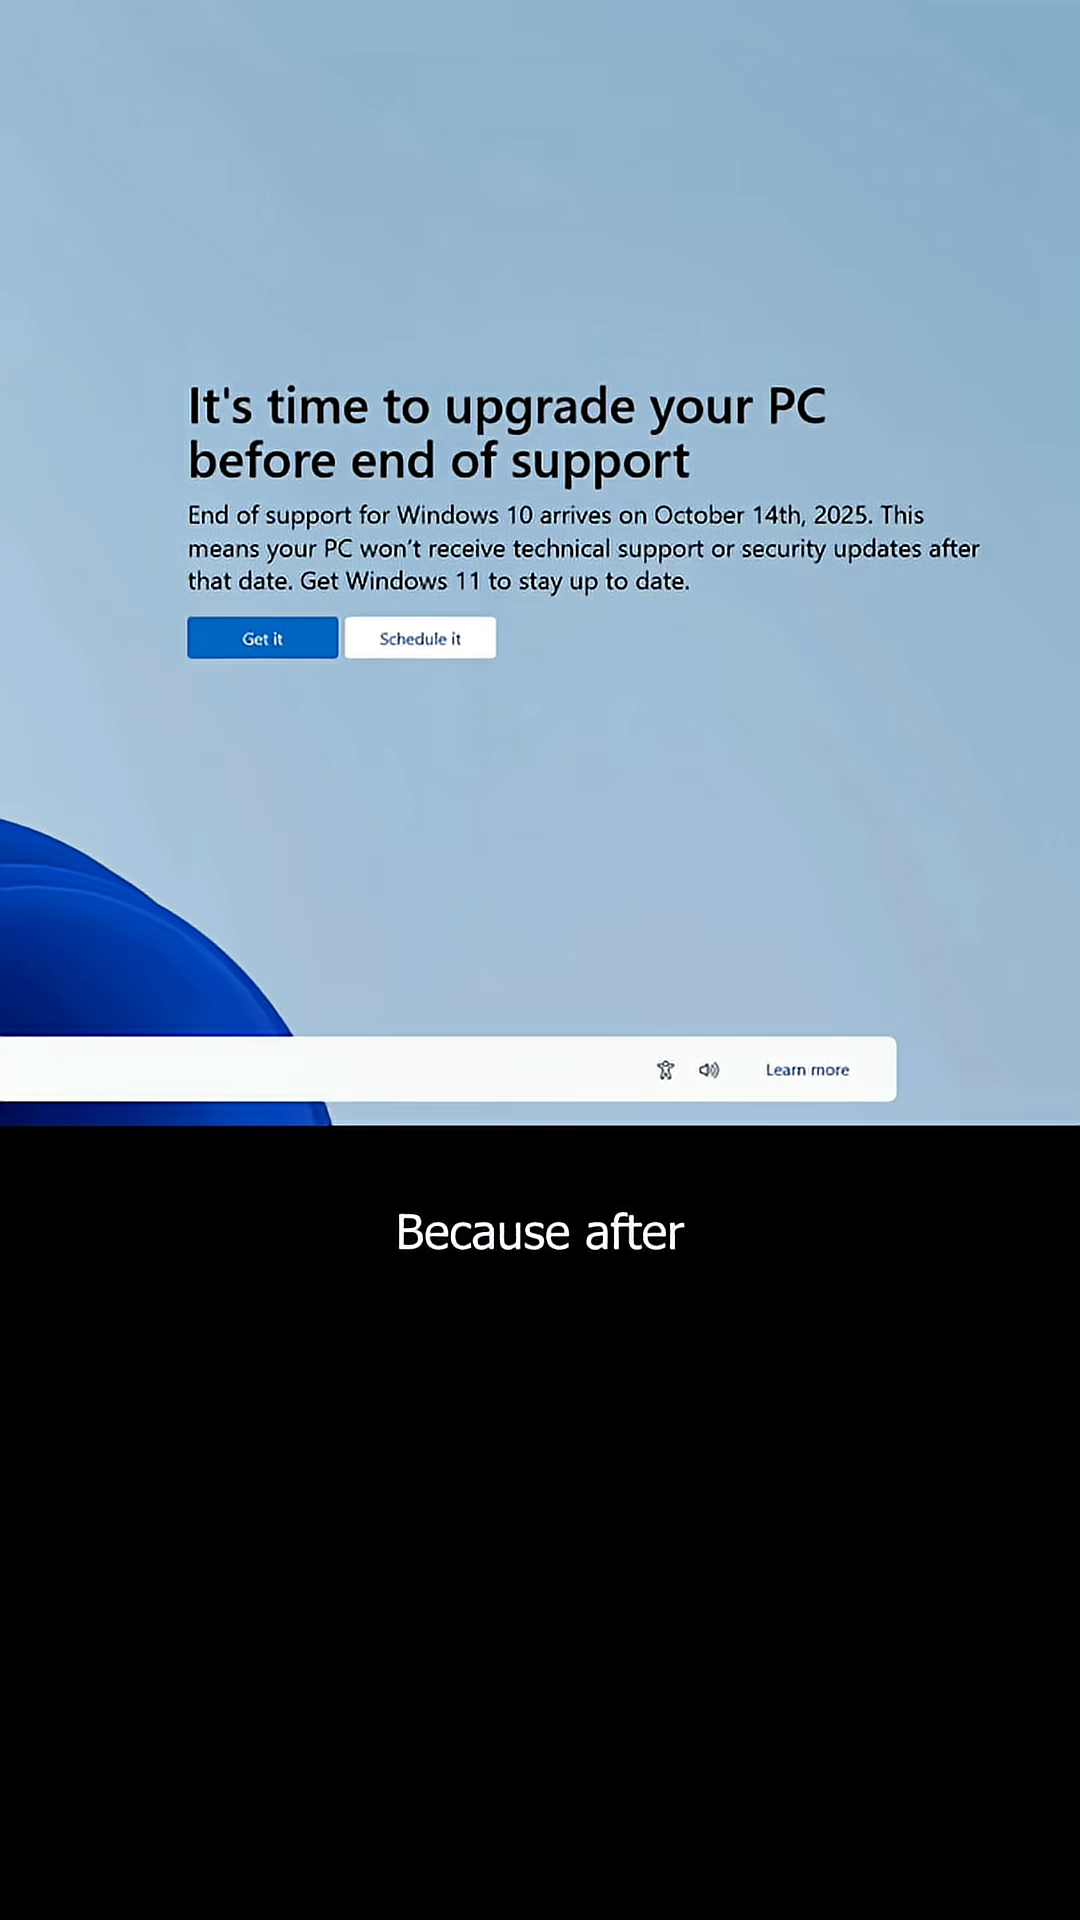 It's time to upgrade your PC
before end of support
End of support for Windows 10 arrives on October 14th, 2025. This
means your PC won’t receive technical support or security updates after
that date. Get Windows 11 to stay up to date.
Get it
Schedule it
Learn more
Because after